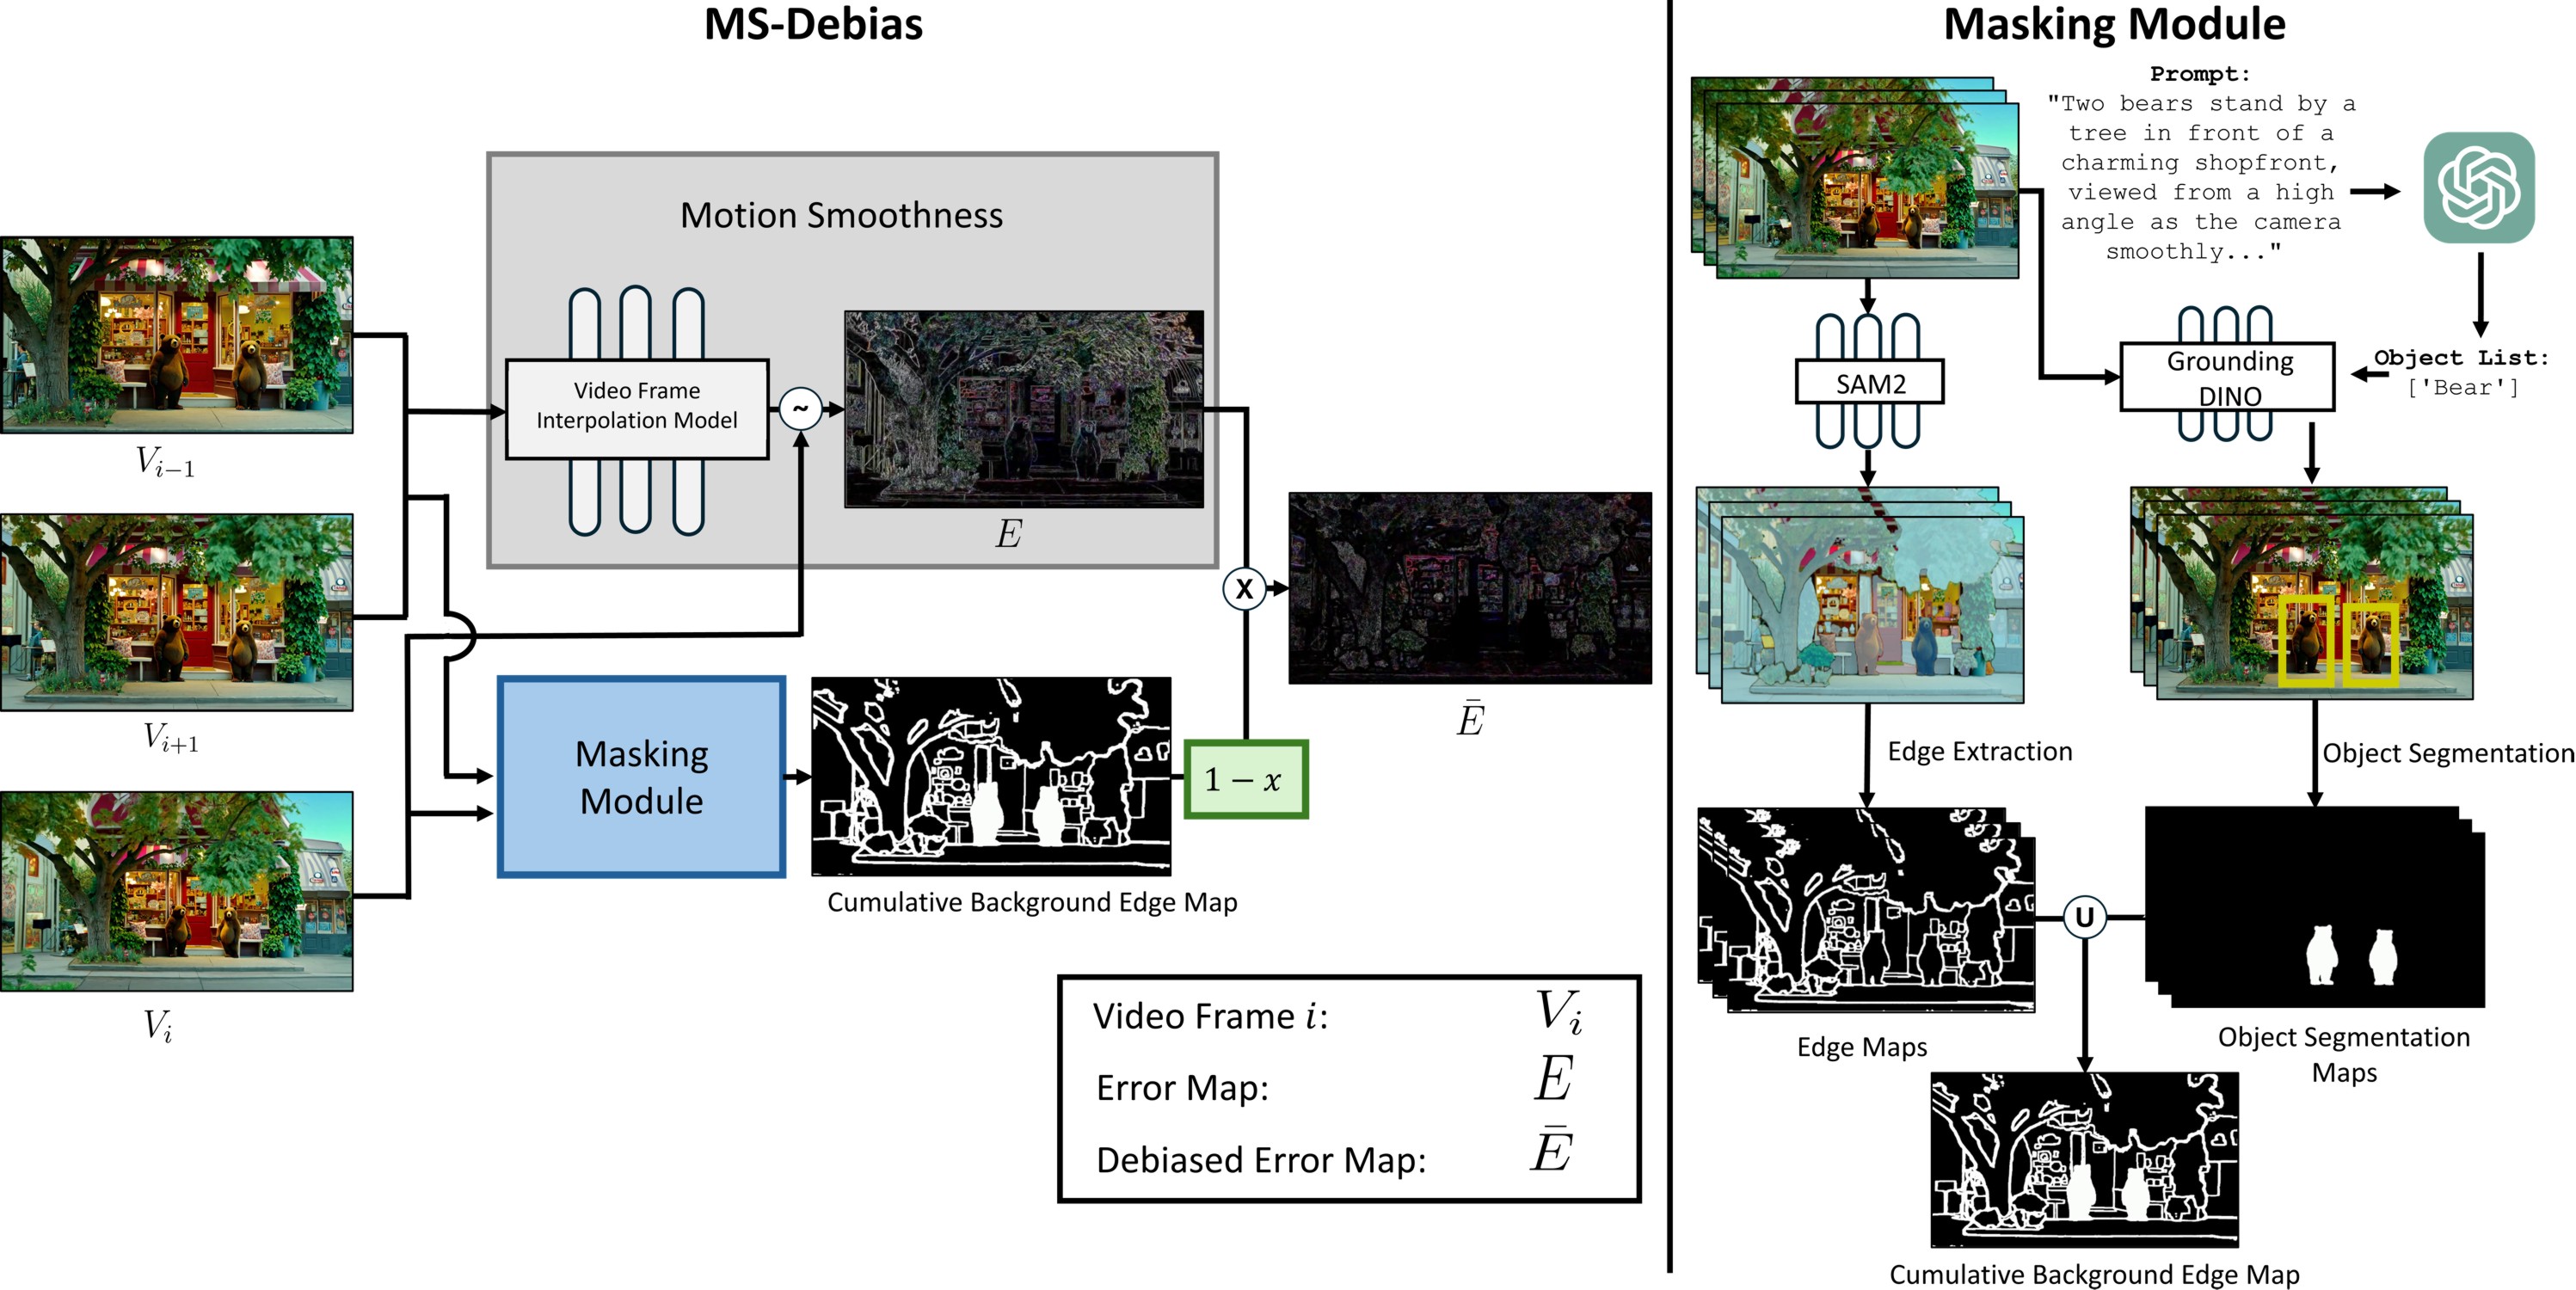 MS-Debias
Motion Smoothness
Video Frame
Interpolation Model
~
E
V_{i-1}
V_{i+1}
V_i
X
Ē
Masking
Module
1 − x
Cumulative Background Edge Map
Video Frame i: V_i
Error Map: E
Debiased Error Map: Ē
Masking Module
Prompt:
"Two bears stand by a
tree in front of a
charming shopfront,
viewed from a high
angle as the camera
smoothly..."
SAM2
Grounding
DINO
Object List:
['Bear']
Edge Extraction
Object Segmentation
U
Edge Maps
Object Segmentation
Maps
Cumulative Background Edge Map